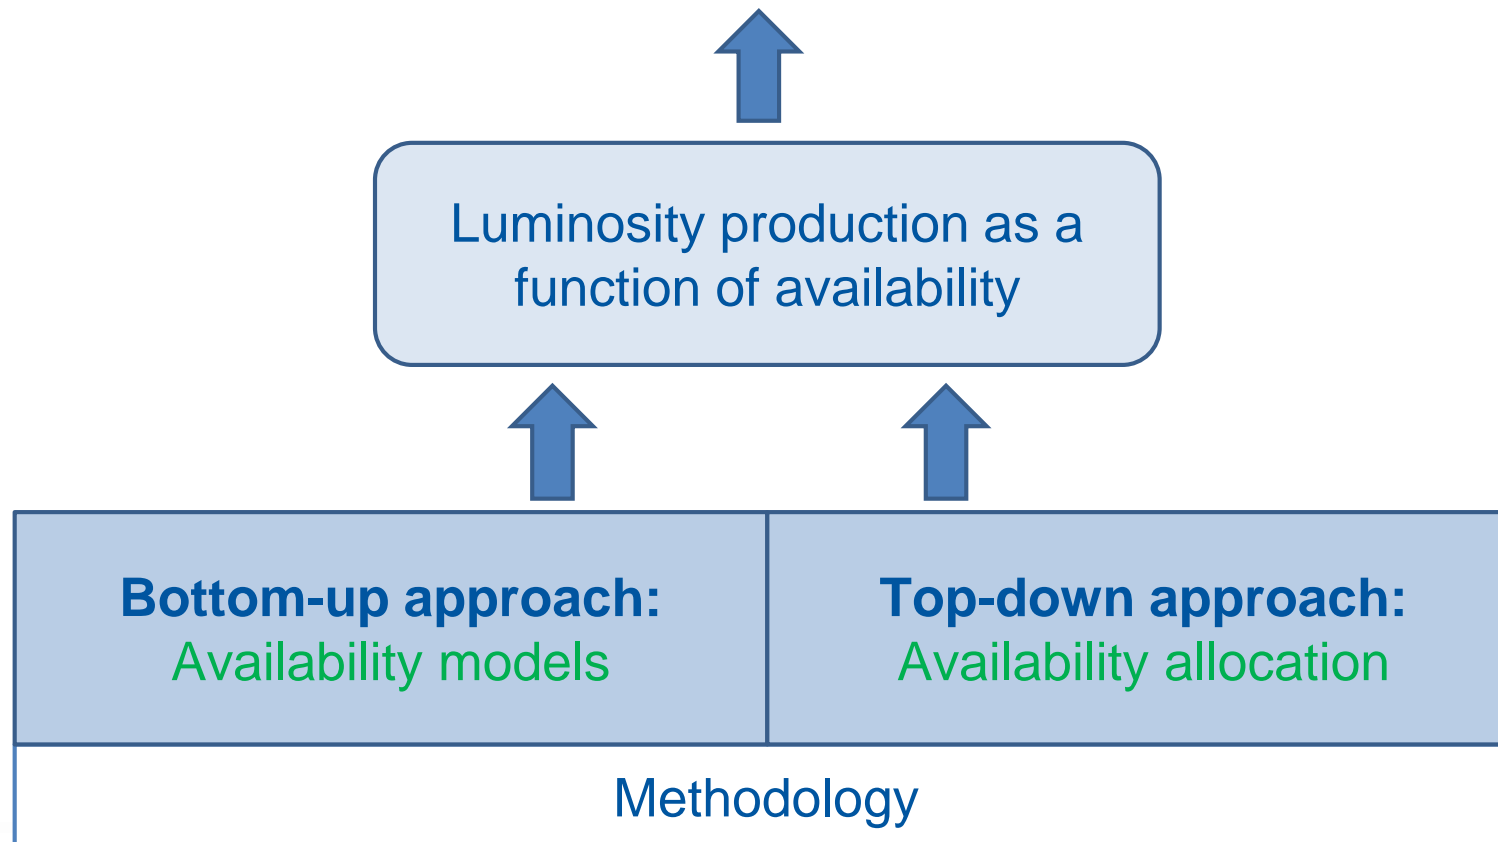 Luminosity production as a
function of availability
Bottom-up approach:
Availability models
Top-down approach:
Availability allocation
Methodology